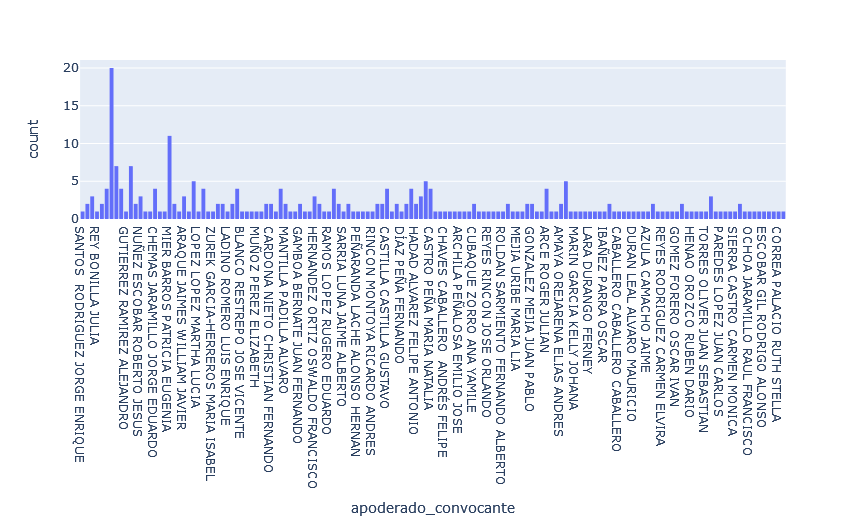 20
15
10
5
0
count
SANTOS RODRIGUEZ JORGE ENRIQUE
REY BONILLA JULIA
GUTIERREZ RAMIREZ ALEJANDRO
NUÑEZ ESCOBAR ROBERTO JESUS
CHEMAS JARAMILLO JORGE EDUARDO
MIER BARROS PATRICIA EUGENIA
ARAQUE JAIMES WILLIAM JAVIER
LOPEZ LOPEZ MARTHA LUCIA
ZUREK GARCIA-HERREROS MARIA ISABEL
LADINO ROMERO LUIS ENRIQUE
BLANCO RESTREPO JOSE VICENTE
MUÑOZ PEREZ ELIZABETH
CARDONA NIETO CHRISTIAN FERNANDO
MANTILLA PADILLA ALVARO
GAMBOA BERNATE JUAN FERNANDO
HERNANDEZ ORTIZ OSWALDO FRANCISCO
RAMOS LOPEZ RUGERO EDUARDO
SARRIA LUNA JAIME ALBERTO
PEÑARANDA LACHE ALONSO HERNAN
RINCON MONTOYA RICARDO ANDRES
CASTILLA CASTILLA GUSTAVO
DIAZ PEÑA FERNANDO
HADAD ALVAREZ FELIPE ANTONIO
CASTRO PEÑA MARIA NATALIA
CHAVES CABALLERO ANDRÉS FELIPE
ARCHILA PEÑALOSA EMILIO JOSE
CUBAQUE ZORRO ANA YAMILE
REYES RINCON JOSE ORLANDO
ROLDAN SARMIENTO FERNANDO ALBERTO
MEJIA URIBE MARIA LIA
GONZALEZ MEJIA JUAN PABLO
ARCE ROGER JULIAN
AMAYA OREJARENA ELIAS ANDRES
MARIN GARCIA KELLY JOHANA
LARA DURANGO FERNEY
IBAÑEZ PARRA OSCAR
CABALLERO CABALLERO CABALLERO
DURAN LEAL ALVARO MAURICIO
AZULA CAMACHO JAIME
REYES RODRIGUEZ CARMEN ELVIRA
GOMEZ FORERO OSCAR IVAN
HENAO OROZCO RUBEN DARIO
TORRES OLIVER JUAN SEBASTIAN
PAREDES LOPEZ JUAN CARLOS
SIERRA CASTRO CARMEN MONICA
OCHOA JARAMILLO RAUL FRANCISCO
ESCOBAR GIL RODRIGO ALONSO
CORREA PALACIO RUTH STELLA
apoderado_convocante